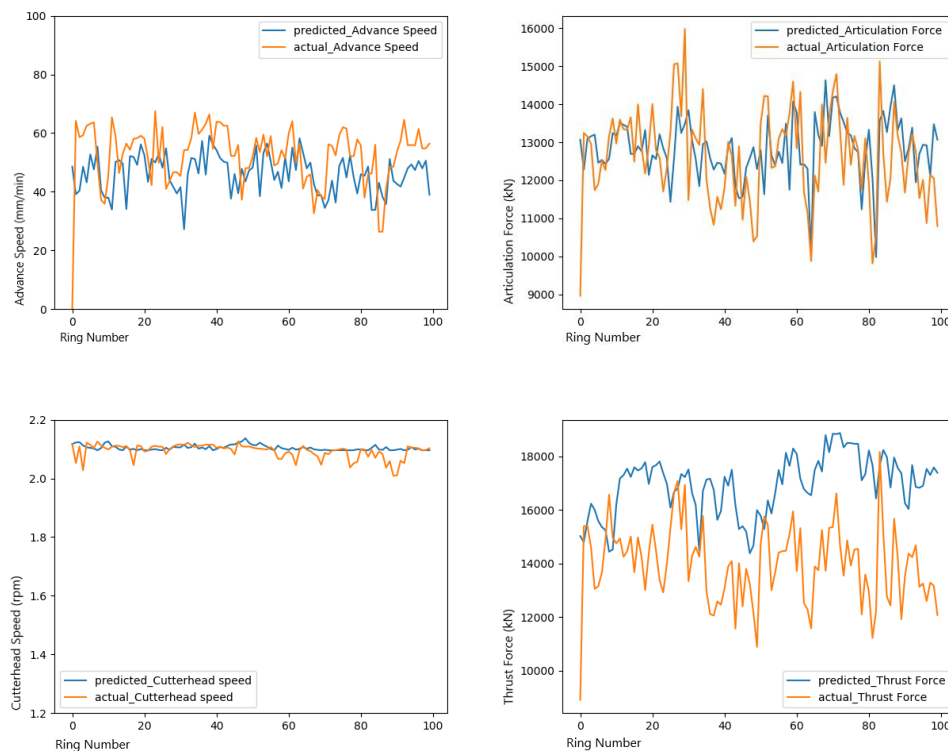 predicted_Advance Speed
actual_Advance Speed
100
80
60
40
20
0
Advance Speed (mm/min)
0 20 40 60 80 100
Ring Number
predicted_Articulation Force
actual_Articulation Force
16000
15000
14000
13000
12000
11000
10000
9000
Articulation Force (kN)
0 20 40 60 80 100
Ring Number
2.2
2.0
1.8
1.6
1.4
1.2
Cutterhead Speed (rpm)
predicted_Cutterhead speed
actual_Cutterhead speed
0 20 40 60 80 100
Ring Number
18000
16000
14000
12000
10000
Thrust Force (kN)
predicted_Thrust Force
actual_Thrust Force
0 20 40 60 80 100
Ring Number